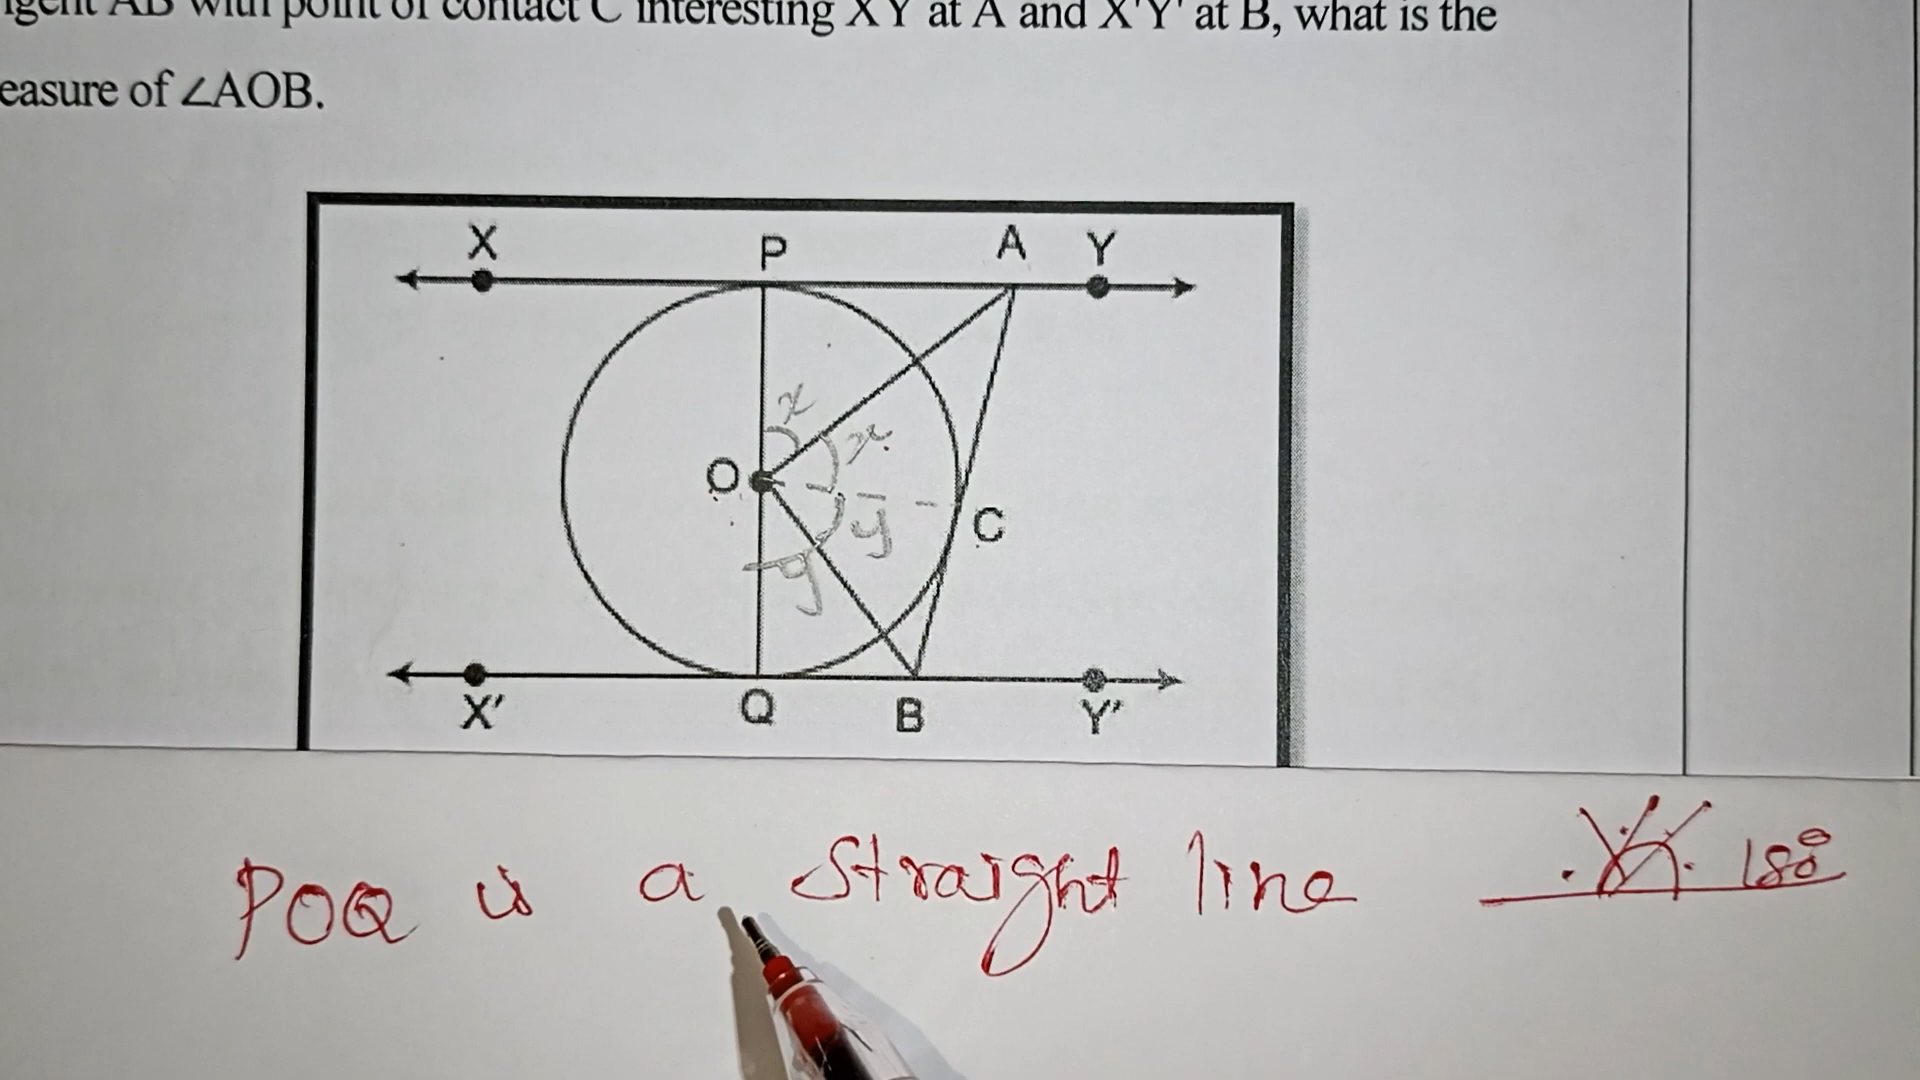 gent AB with point of contact C interesting XY at A and X'Y' at B, what is the
easure of ∠AOB.
X P A Y
x
x
O
y
C
y
X' Q B Y'
POQ is a straight line 180°